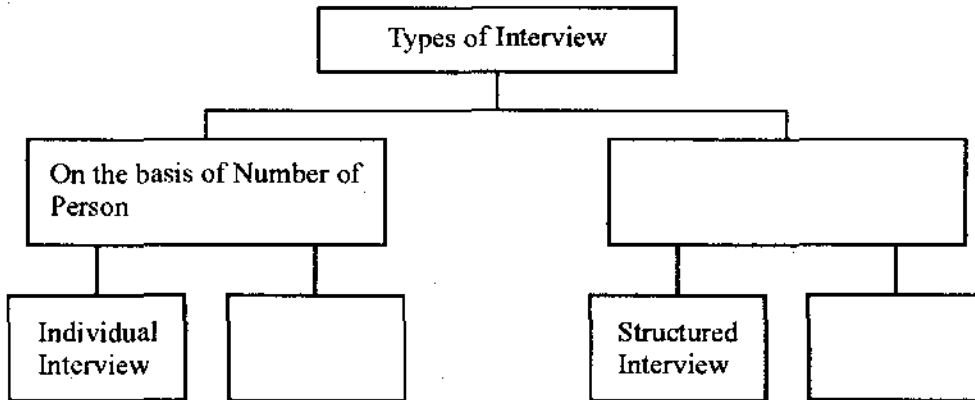 Types of Interview
On the basis of Number of
Person
Individual
Interview
Structured
Interview